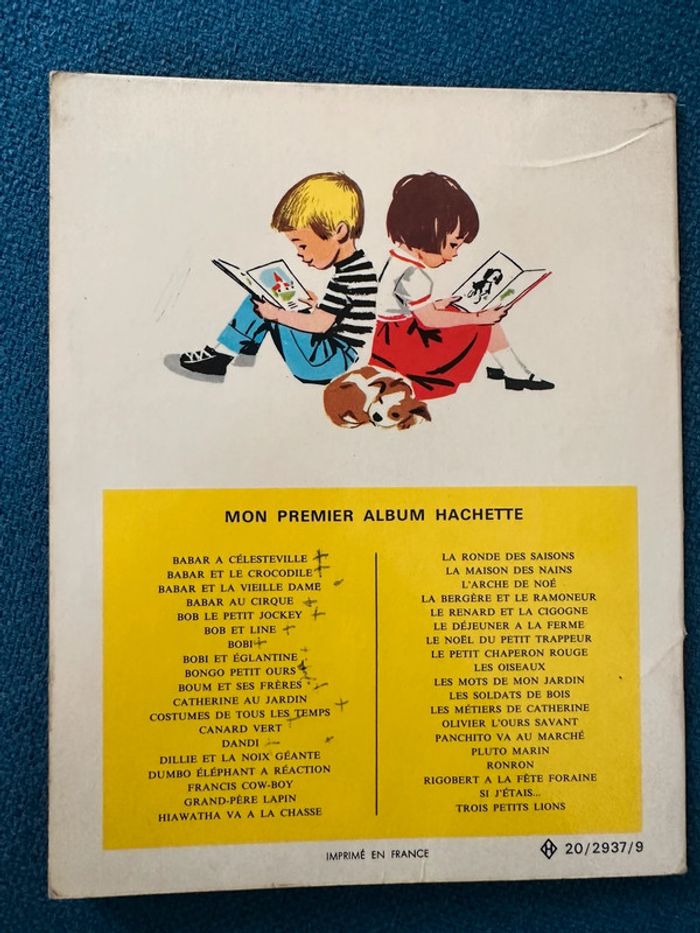 MON PREMIER ALBUM HACHETTE
BABAR A CÉLESTEVILLE
BABAR ET LE CROCODILE
BABAR ET LA VIEILLE DAME
BABAR AU CIRQUE
BOB LE PETIT JOCKEY
BOB ET LINE
BOBI
BOBI ET ÉGLANTINE
BONGO PETIT OURS
BOUM ET SES FRÈRES
CATHERINE AU JARDIN
COSTUMES DE TOUS LES TEMPS
CANARD VERT
DANDI
DILLIE ET LA NOIX GÉANTE
DUMBO ÉLÉPHANT A RÉACTION
FRANCIS COW-BOY
GRAND-PÈRE LAPIN
HIAWATHA VA A LA CHASSE
LA RONDE DES SAISONS
LA MAISON DES NAINS
L'ARCHE DE NOÉ
LA BERGÈRE ET LE RAMONEUR
LE RENARD ET LA CIGOGNE
LE DÉJEUNER A LA FERME
LE NOËL DU PETIT TRAPPEUR
LE PETIT CHAPERON ROUGE
LES OISEAUX
LES MOTS DE MON JARDIN
LES SOLDATS DE BOIS
LES MÉTIERS DE CATHERINE
OLIVIER L'OURS SAVANT
PANCHITO VA AU MARCHÉ
PLUTO MARIN
RONRON
RIGOBERT A LA FÊTE FORAINE
SI J'ÉTAIS...
TROIS PETITS LIONS
IMPRIMÉ EN FRANCE
H 20/2937/9